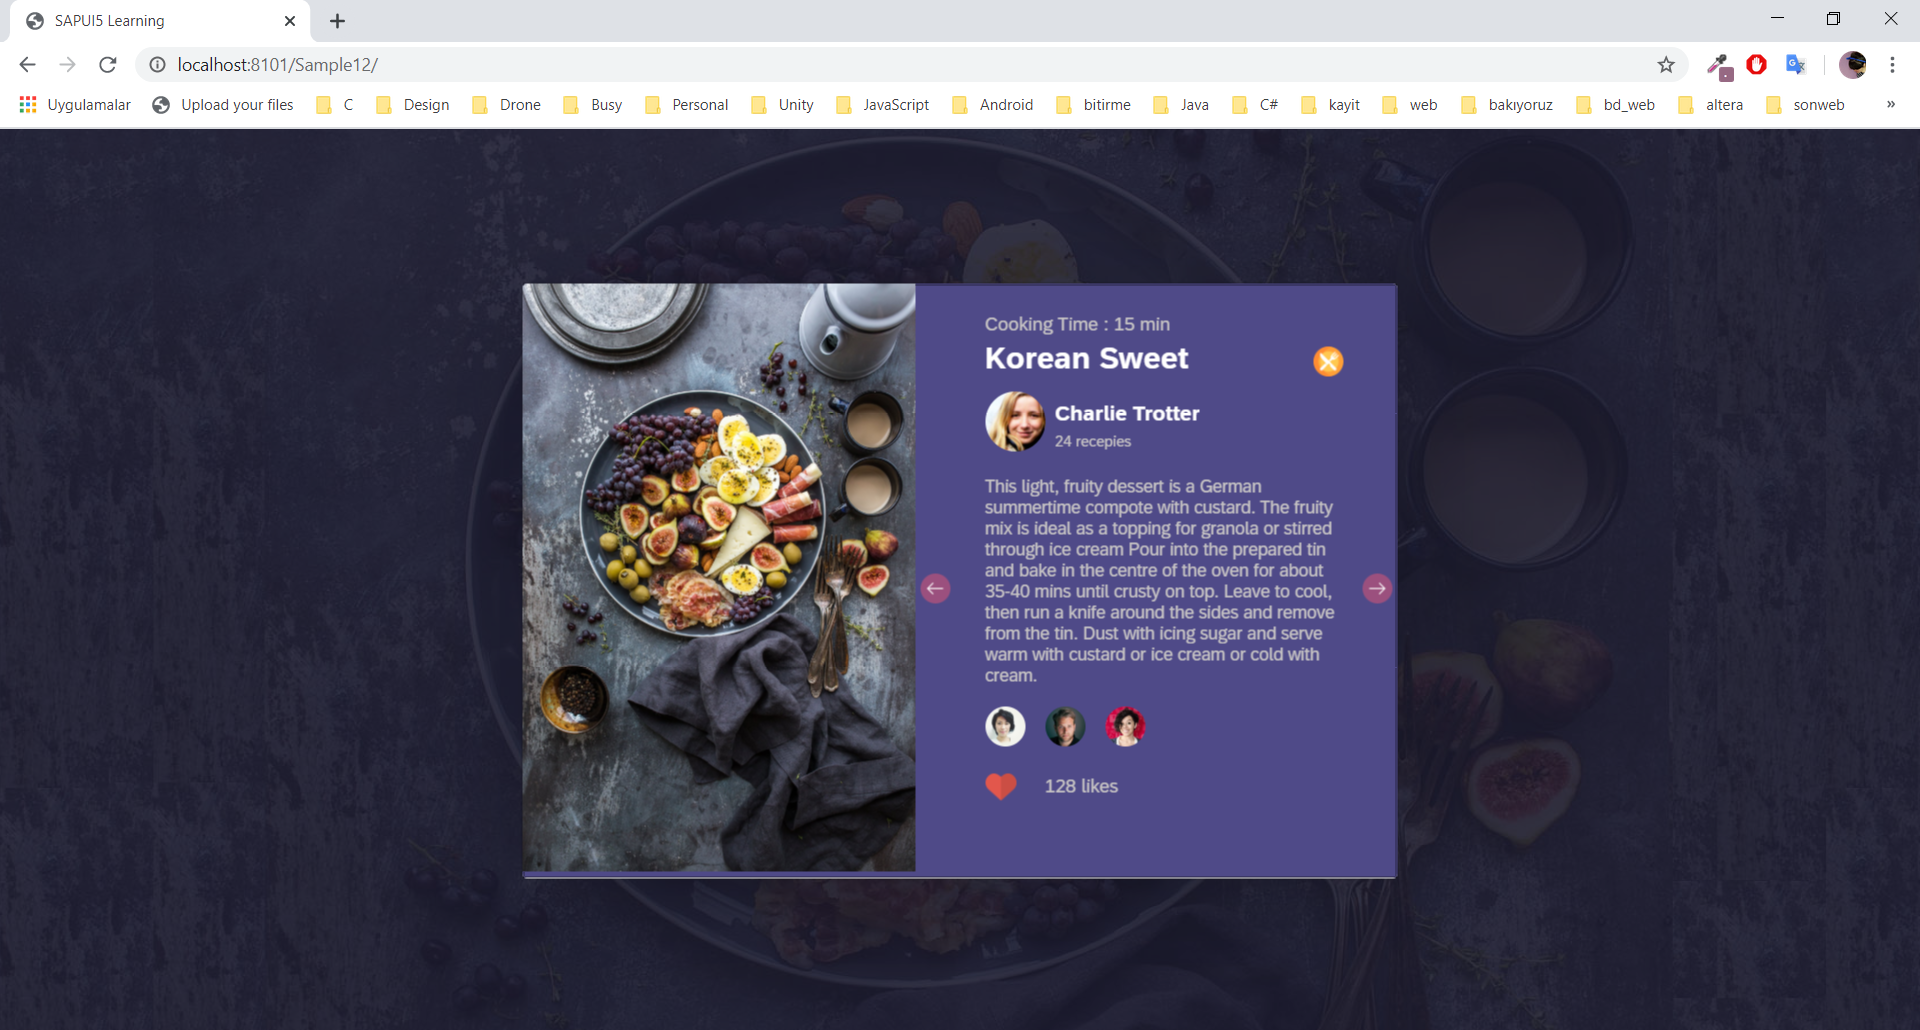 SAPUI5 Learning
localhost:8101/Sample12/
Uygulamalar Upload your files C Design Drone Busy Personal Unity JavaScript Android bitirme Java C# kayit web bakıyoruz bd_web altera sonweb »
Cooking Time : 15 min
Korean Sweet
Charlie Trotter
24 recepies
This light, fruity dessert is a German
summertime compote with custard. The fruity
mix is ideal as a topping for granola or stirred
through ice cream Pour into the prepared tin
and bake in the centre of the oven for about
35-40 mins until crusty on top. Leave to cool,
then run a knife around the sides and remove
from the tin. Dust with icing sugar and serve
warm with custard or ice cream or cold with
cream.
128 likes